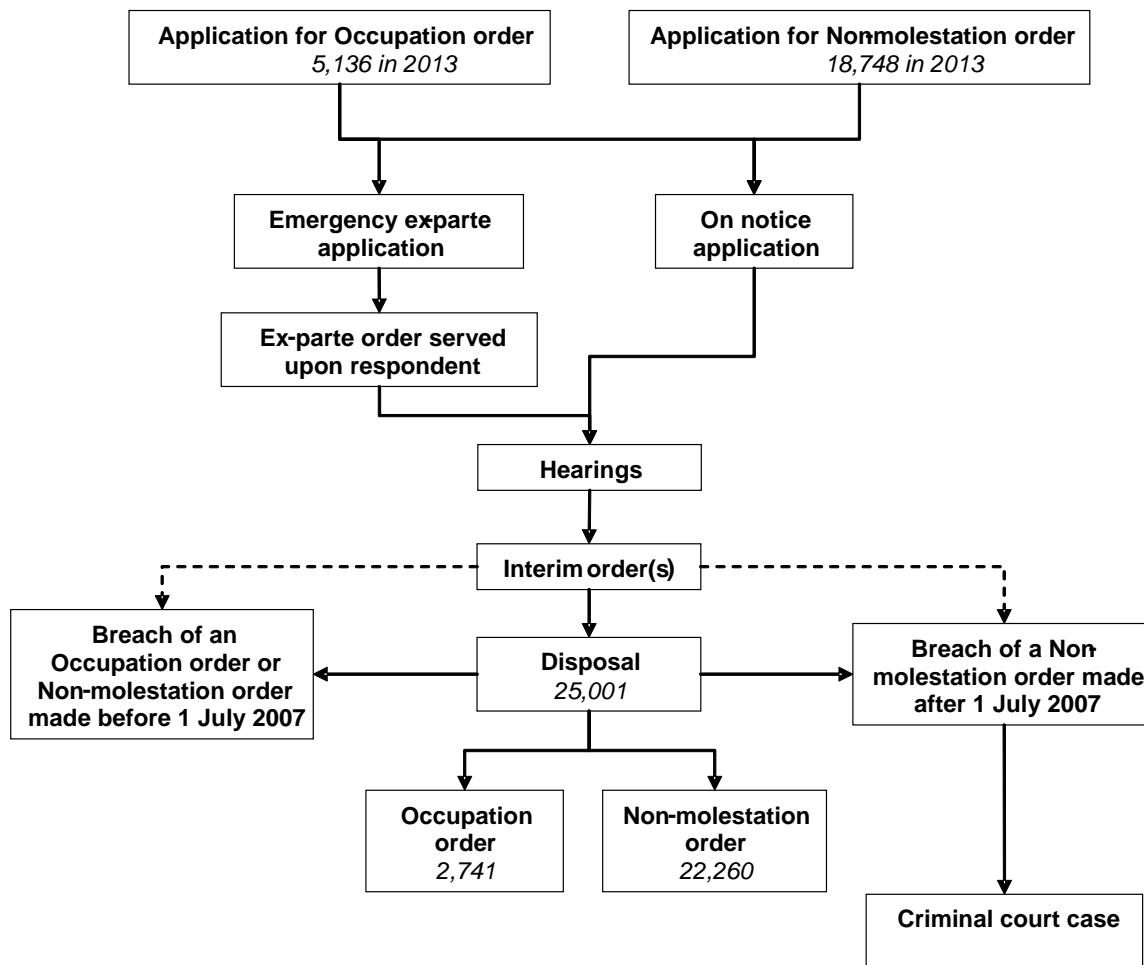 Application for Occupation order
5,136 in 2013
Application for Non-molestation order
18,748 in 2013
Emergency ex-parte
application
On notice
application
Ex-parte order served
upon respondent
Hearings
Interim order(s)
Breach of an
Occupation order or
Non-molestation order
made before 1 July 2007
Disposal
25,001
Breach of a Non-
molestation order made
after 1 July 2007
Occupation
order
2,741
Non-molestation
order
22,260
Criminal court case